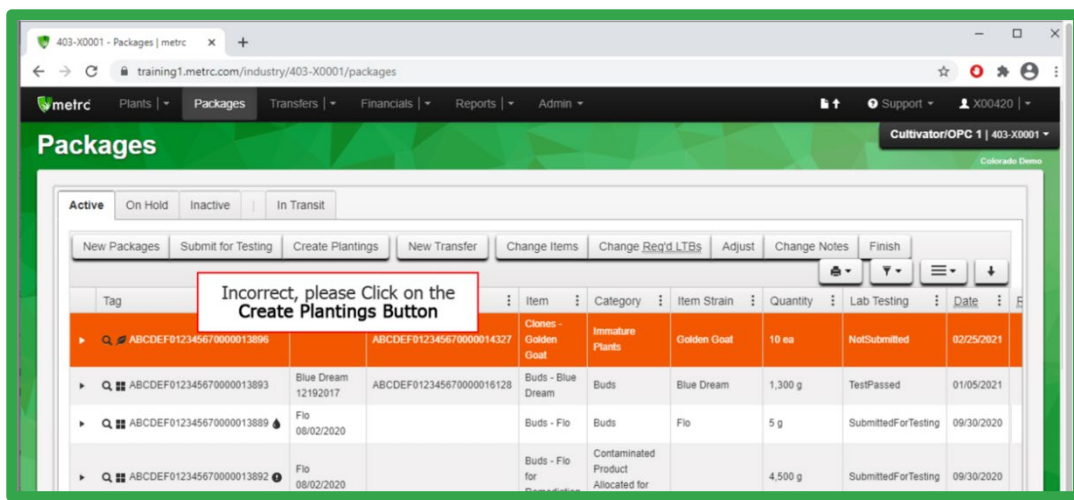 403-X0001 - Packages | metrc
training1.metrc.com/industry/403-X0001/packages
metrc Plants Packages Transfers Financials Reports Admin Support X00420
Packages
Cultivator/OPC 1 | 403-X0001
Colorado Demo
Active On Hold Inactive In Transit
New Packages Submit for Testing Create Plantings New Transfer Change Items Change Req'd LTBs Adjust Change Notes Finish
Incorrect, please Click on the
Create Plantings Button
Tag Item Category Item Strain Quantity Lab Testing Date
ABCDEF012345670000013896 ABCDEF012345670000014327 Clones - Golden Goat Immature Plants Golden Goat 10 ea NotSubmitted 02/25/2021
ABCDEF012345670000013893 Blue Dream 12192017 ABCDEF012345670000016128 Buds - Blue Dream Buds Blue Dream 1,300 g TestPassed 01/05/2021
ABCDEF012345670000013889 Flo 08/02/2020 Buds - Flo Buds Flo 5 g SubmittedForTesting 09/30/2020
ABCDEF012345670000013892 Flo 08/02/2020 Buds - Flo for Contaminated Product Allocated for 4,500 g SubmittedForTesting 09/30/2020